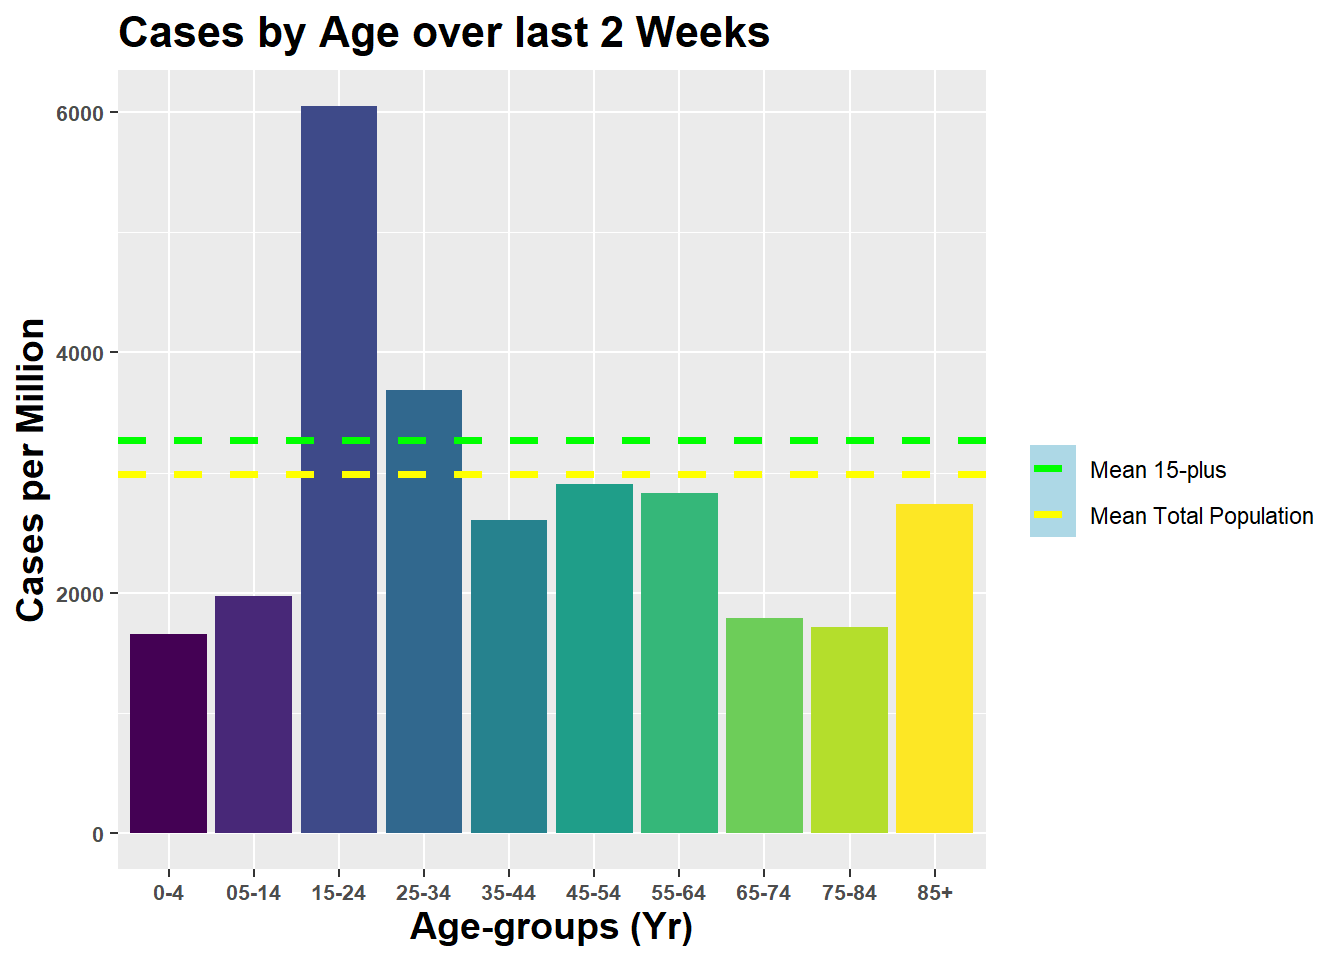 Cases by Age over last 2 Weeks
Cases per Million
6000
4000
2000
0
0-4 05-14 15-24 25-34 35-44 45-54 55-64 65-74 75-84 85+
Age-groups (Yr)
Mean 15-plus
Mean Total Population